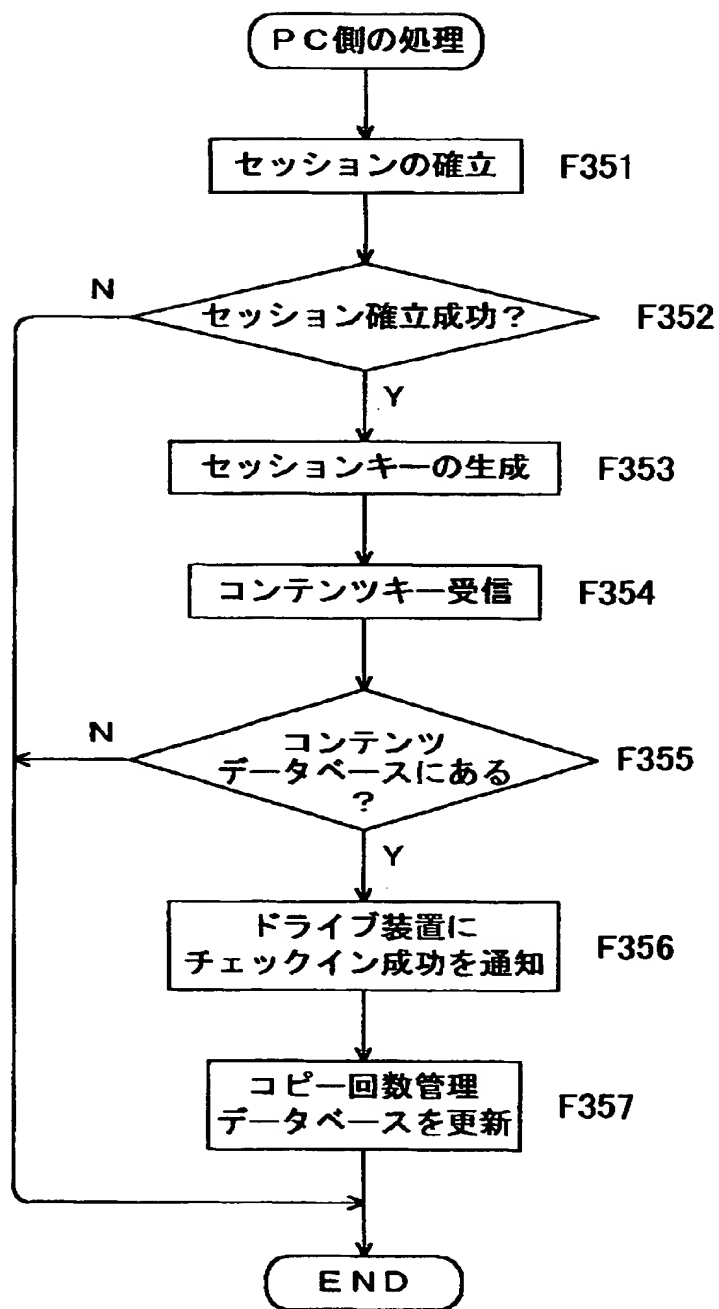 PC側の処理
セッションの確立 F351
N
セッション確立成功? F352
Y
セッションキーの生成 F353
コンテンツキー受信 F354
N
コンテンツ
データベースにある F355
?
Y
ドライブ装置に
チェックイン成功を通知 F356
コピー回数管理
データベースを更新 F357
END